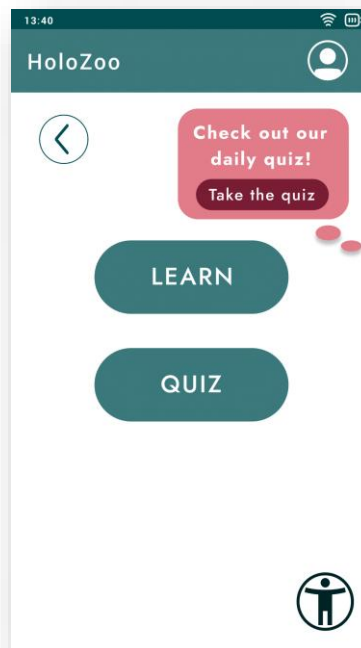 13:40
HoloZoo
Check out our
daily quiz!
Take the quiz
LEARN
QUIZ